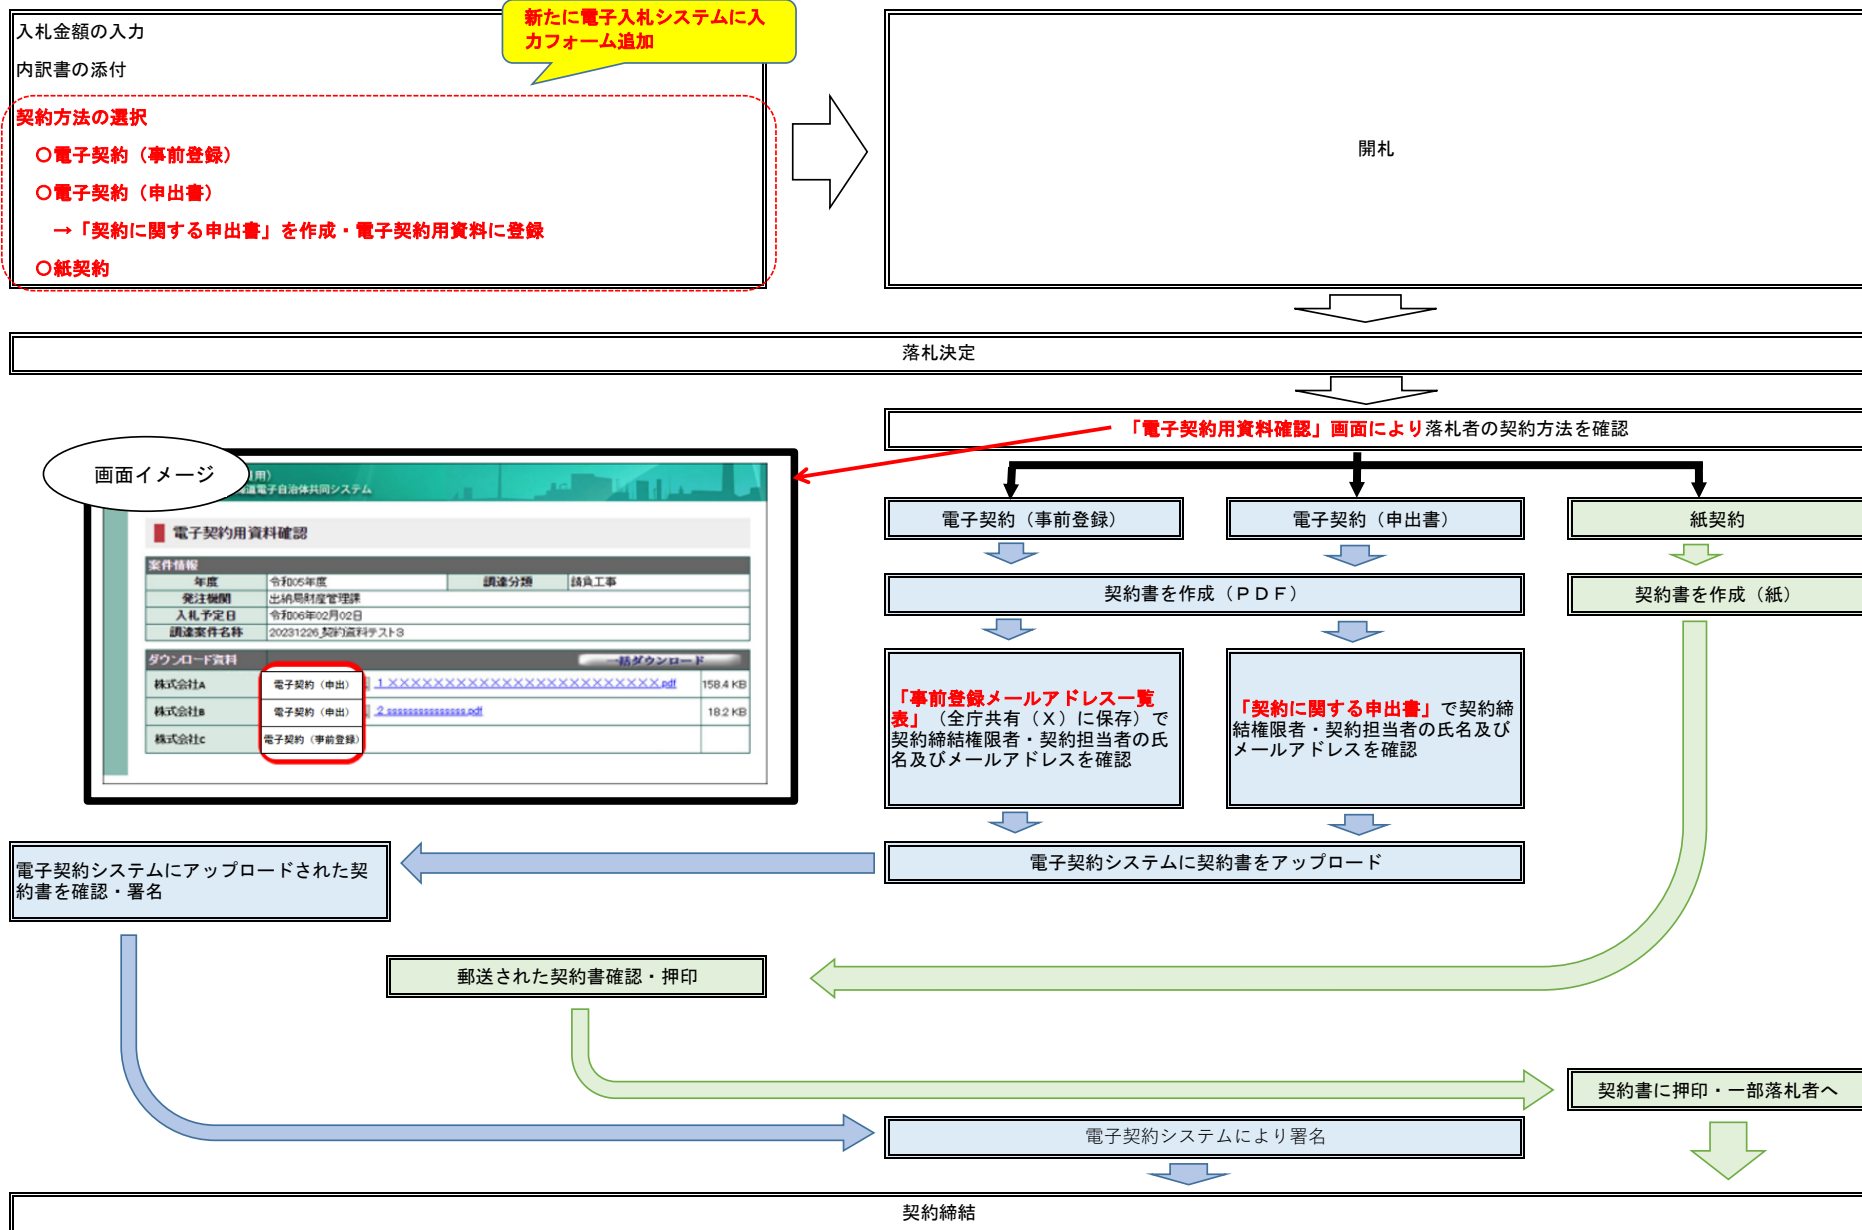 新たに電子入札システムに入
力フォーム追加
入札金額の入力
内訳書の添付
契約方法の選択
○電子契約（事前登録）
○電子契約（申出書）
→「契約に関する申出書」を作成・電子契約用資料に登録
○紙契約
開札
落札決定
「電子契約用資料確認」画面により落札者の契約方法を確認
画面イメージ
用）
道電子自治体共同システム
電子契約用資料確認
案件情報
年度 令和05年度 調達分類 請負工事
発注機関 出納局財産管理課
入札予定日 令和06年02月02日
調達案件名称 20231226_契約資料テスト3
ダウンロード資料 一括ダウンロード
株式会社A 電子契約（申出） 1_XXXXXXXXXXXXXXXXXXXXXXXX.pdf 158.4 KB
株式会社B 電子契約（申出） 2_sssssssssssssss.pdf 18.2 KB
株式会社C 電子契約（事前登録）
電子契約（事前登録）
電子契約（申出書）
紙契約
契約書を作成（ＰＤＦ）
契約書を作成（紙）
「事前登録メールアドレス一覧
表」（全庁共有（Ｘ）に保存）で
契約締結権限者・契約担当者の氏
名及びメールアドレスを確認
「契約に関する申出書」で契約締
結権限者・契約担当者の氏名及び
メールアドレスを確認
電子契約システムに契約書をアップロード
電子契約システムにアップロードされた契
約書を確認・署名
郵送された契約書確認・押印
契約書に押印・一部落札者へ
電子契約システムにより署名
契約締結